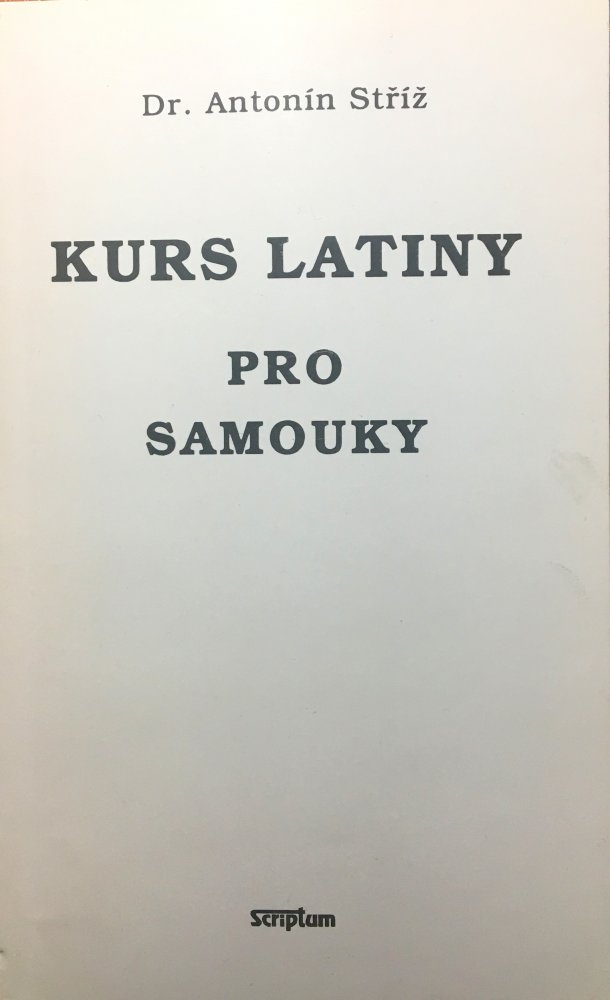 Dr. Antonín Stříž
KURS LATINY
PRO
SAMOUKY
Scriptum